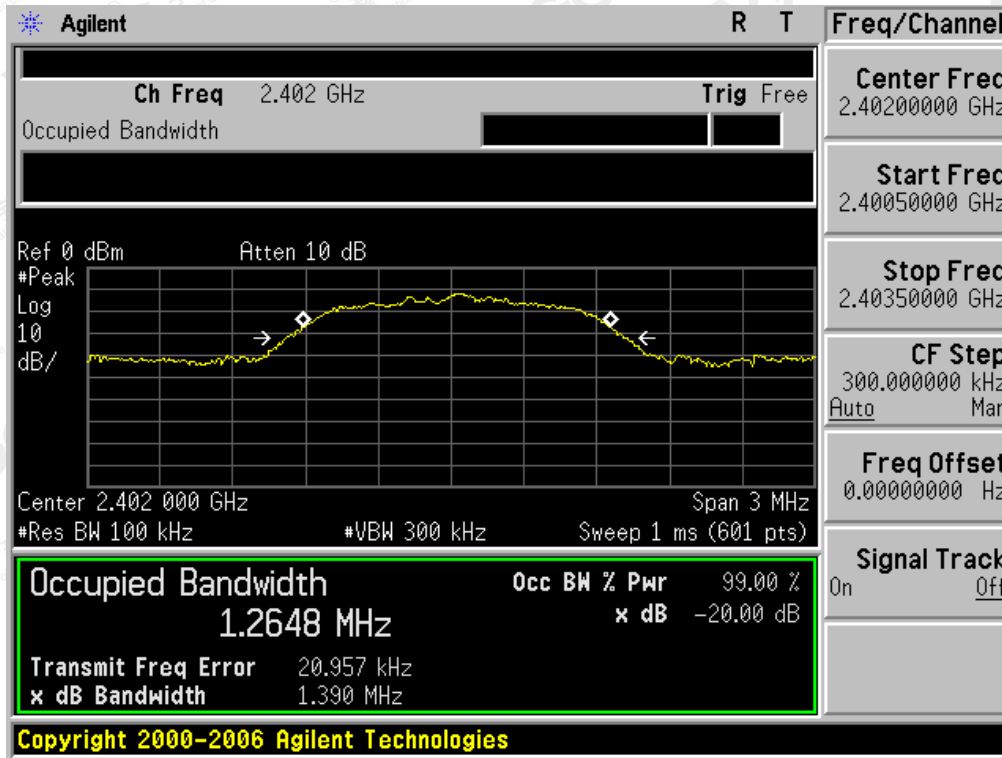 Agilent R T Freq/Channel
Ch Freq 2.402 GHz Trig Free
Occupied Bandwidth
Center Freq
2.40200000 GHz
Start Freq
2.40050000 GHz
Stop Freq
2.40350000 GHz
CF Step
300.000000 kHz
Auto Man
Freq Offset
0.00000000 Hz
Signal Track
On Off
Ref 0 dBm Atten 10 dB
#Peak
Log
10
dB/
Center 2.402 000 GHz Span 3 MHz
#Res BW 100 kHz #VBW 300 kHz Sweep 1 ms (601 pts)
Occupied Bandwidth Occ BW % Pwr 99.00 %
1.2648 MHz x dB -20.00 dB
Transmit Freq Error 20.957 kHz
x dB Bandwidth 1.390 MHz
Copyright 2000-2006 Agilent Technologies